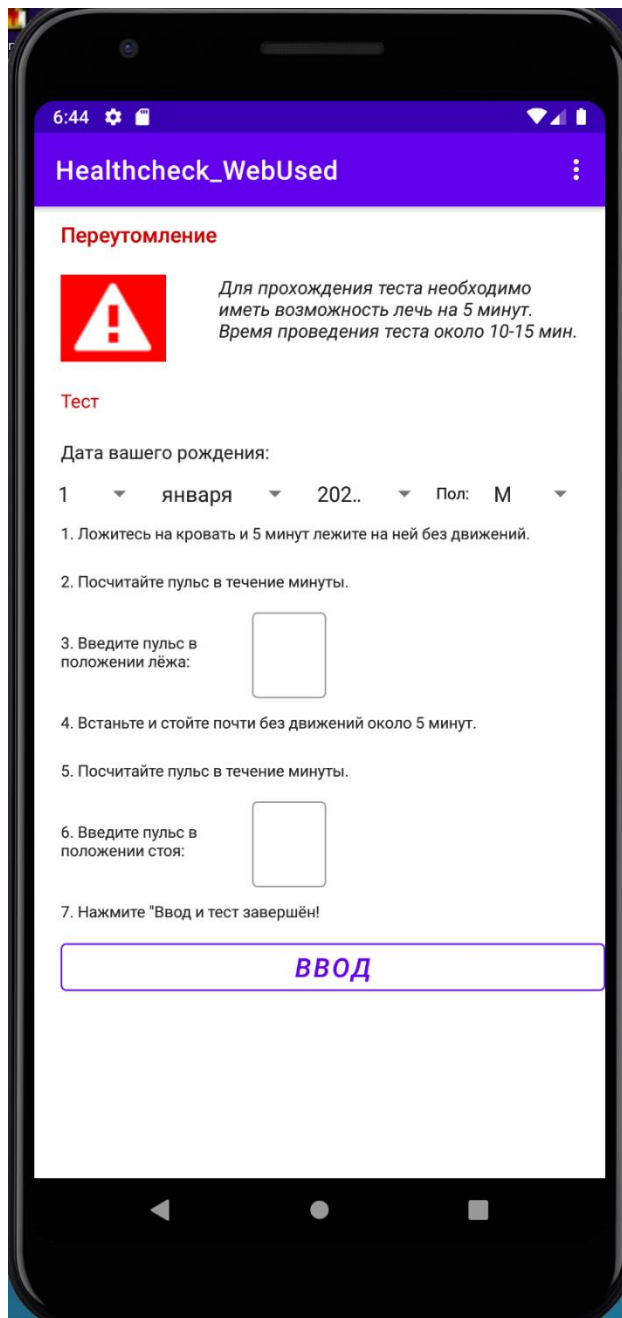 6:44
Healthcheck_WebUsed
Переутомление
Для прохождения теста необходимо
иметь возможность лечь на 5 минут.
Время проведения теста около 10-15 мин.
Тест
Дата вашего рождения:
1 января 202.. Пол: М
1. Ложитесь на кровать и 5 минут лежите на ней без движений.
2. Посчитайте пульс в течение минуты.
3. Введите пульс в
положении лёжа:
4. Встаньте и стойте почти без движений около 5 минут.
5. Посчитайте пульс в течение минуты.
6. Введите пульс в
положении стоя:
7. Нажмите "Ввод и тест завершён!
ВВОД